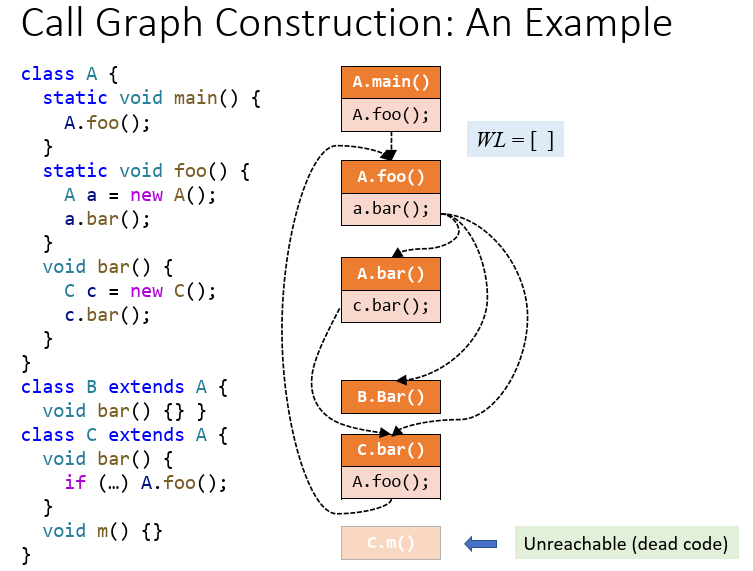 Call Graph Construction: An Example
class A {
static void main() {
A.foo();
}
static void foo() {
A a = new A();
a.bar();
}
void bar() {
C c = new C();
c.bar();
}
}
class B extends A {
void bar() {} }
class C extends A {
void bar() {
if (…) A.foo();
}
void m() {}
}
A.main()
A.foo();
WL = [ ]
A.foo()
a.bar();
A.bar()
c.bar();
B.Bar()
C.bar()
A.foo();
C.m()
Unreachable (dead code)